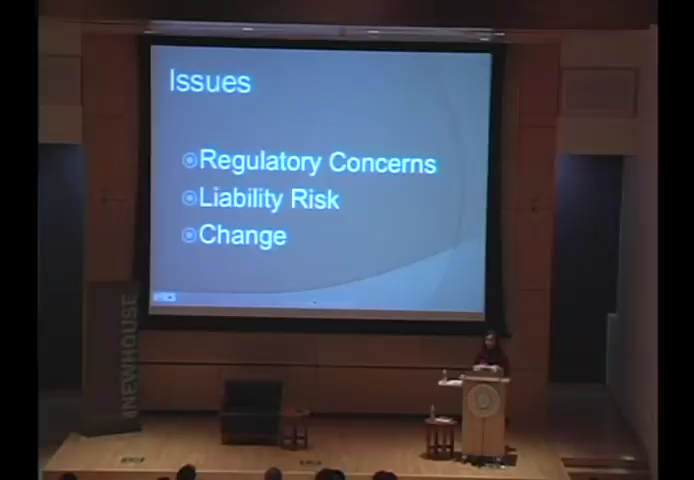 Issues
Regulatory Concerns
Liability Risk
Change
NEWHOUSE